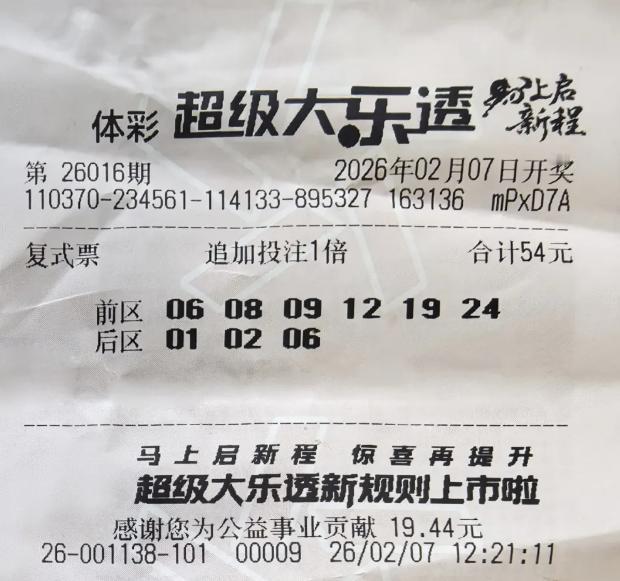 体彩 超级大乐透 马上启新程
第 26016期 2026年02月07日开奖
110370-234561-114133-895327 163136 mPxD7A
复式票 追加投注1倍 合计54元
前区 06 08 09 12 19 24
后区 01 02 06
马上启新程 惊喜再提升
超级大乐透新规则上市啦
感谢您为公益事业贡献 19.44元
26-001138-101 00009 26/02/07 12:21:11